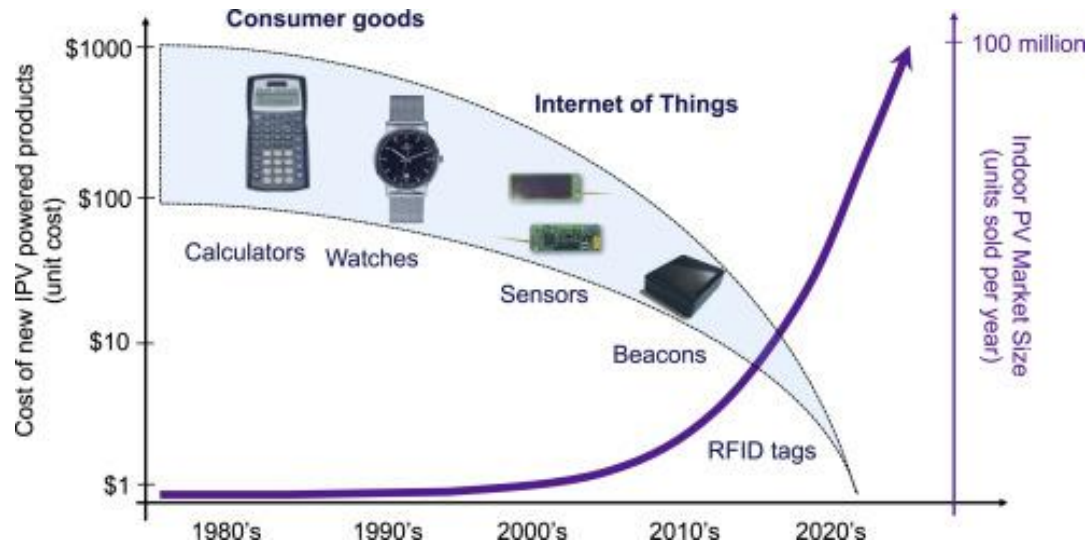 Consumer goods
$1000
100 million
Internet of Things
$100
Calculators
Watches
Sensors
$10
Beacons
RFID tags
$1
1980's
1990's
2000's
2010's
2020's
Cost of new IPV powered products
(unit cost)
Indoor PV Market Size
(units sold per year)